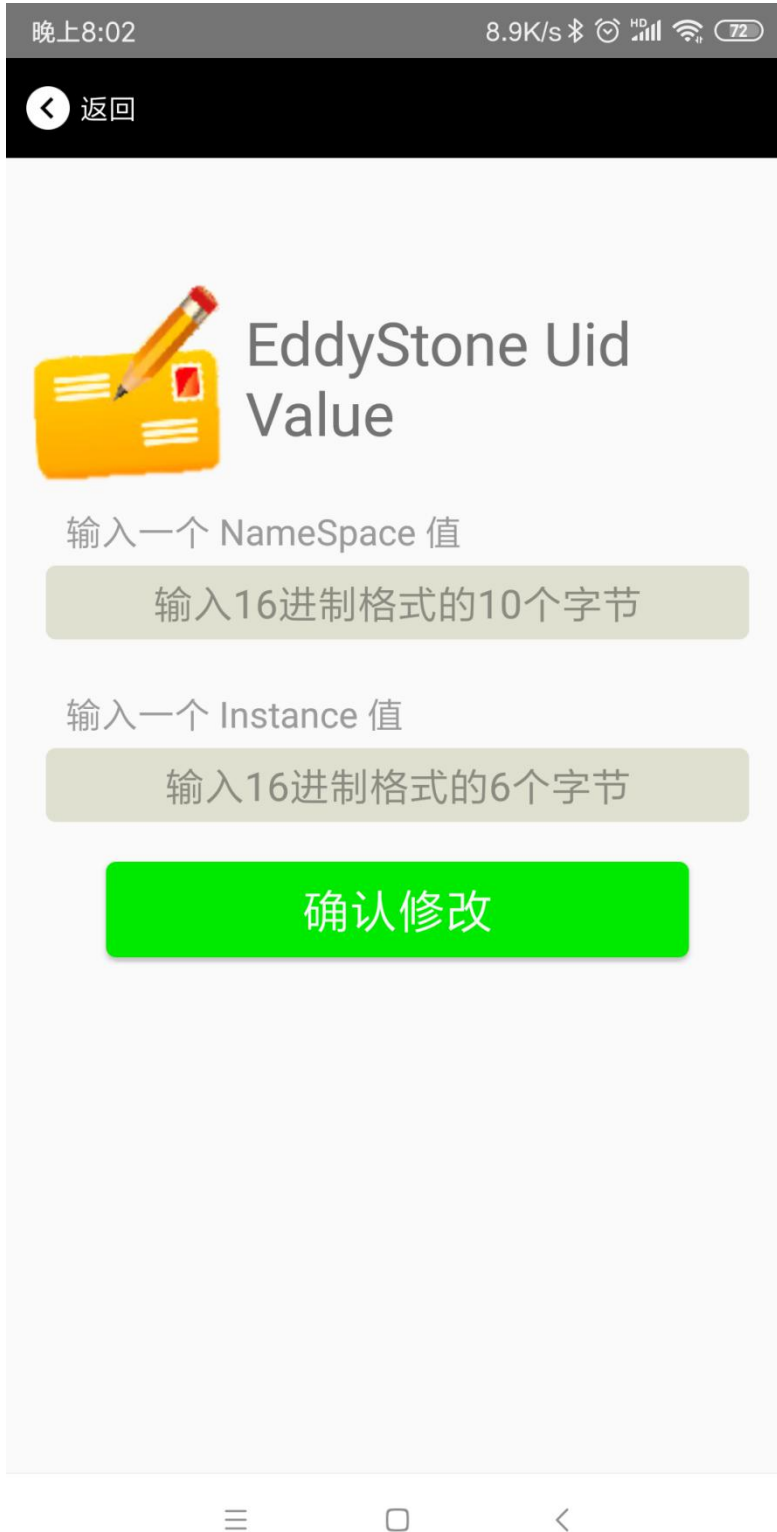 晚上8:02
8.9K/s HD 72
返回
EddyStone Uid
Value
输入一个 NameSpace 值
输入16进制格式的10个字节
输入一个 Instance 值
输入16进制格式的6个字节
确认修改